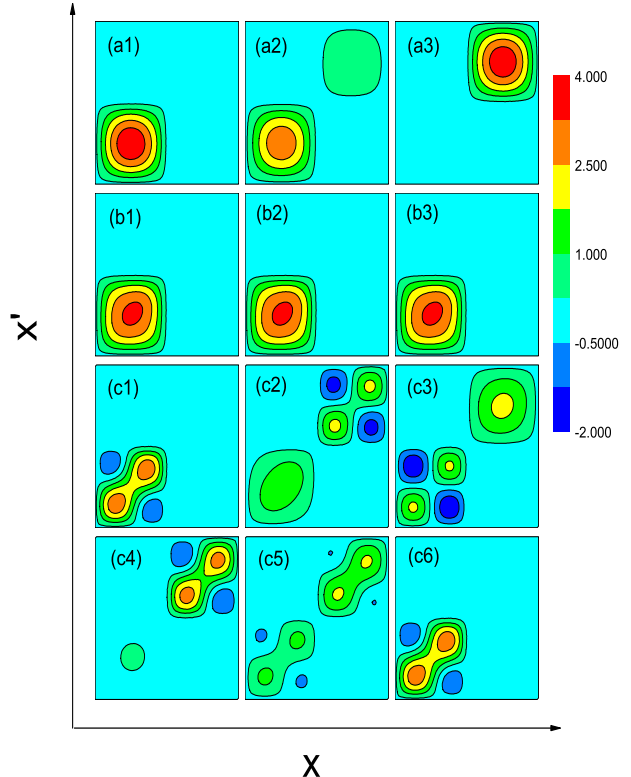 (a1) (a2) (a3)
4.000
2.500
1.000
-0.5000
-2.000
(b1) (b2) (b3)
X'
(c1) (c2) (c3)
(c4) (c5) (c6)
X